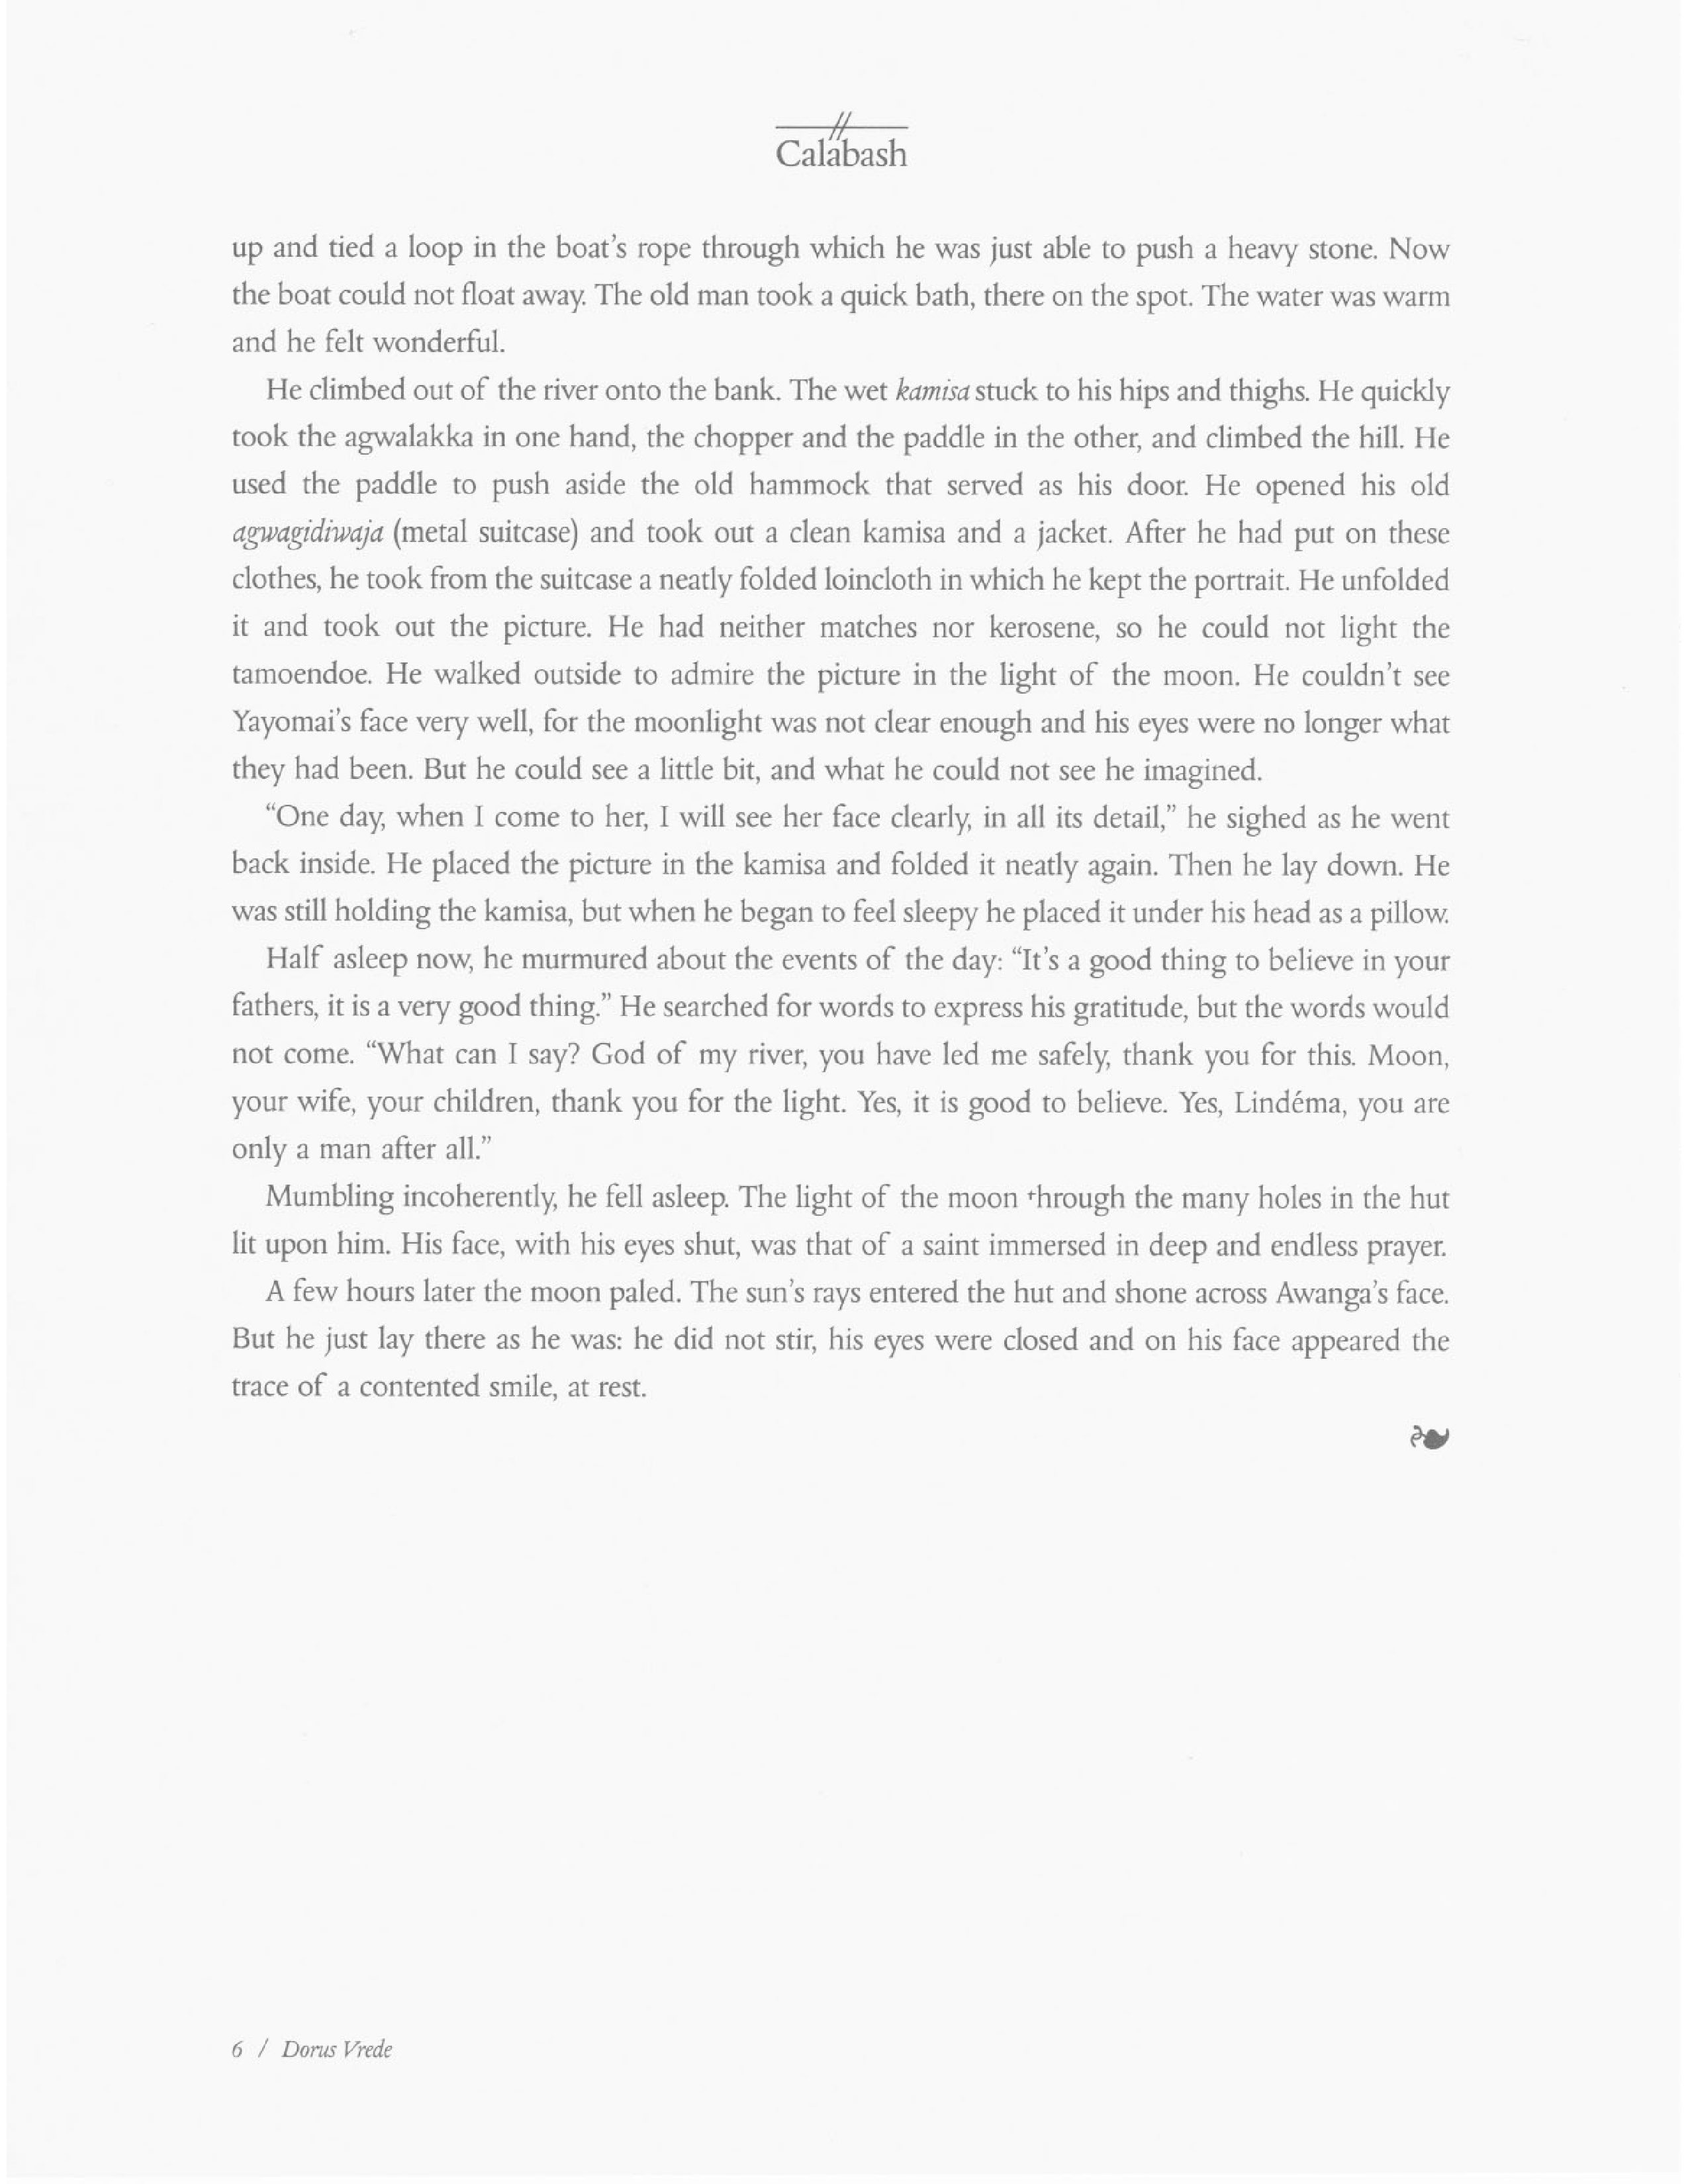 Calabash
up and tied a loop in the boat's rope through which he was just able to push a heavy stone. Now
the boat could not float away. The old man took a quick bath, there on the spot. The water was warm
and he felt wonderful.
He climbed out of the river onto the bank. The wet kamisa stuck to his hips and thighs. He quickly
took the agwalakka in one hand, the chopper and the paddle in the other, and climbed the hill. He
used the paddle to push aside the old hammock that served as his door. He opened his old
agwagidiwaja (metal suitcase) and took out a clean kamisa and a jacket. After he had put on these
clothes, he took from the suitcase a neatly folded loincloth in which he kept the portrait. He unfolded
it and took out the picture. He had neither matches nor kerosene, so he could not light the
tamoendoe. He walked outside to admire the picture in the light of the moon. He couldn't see
Yayomai's face very well, for the moonlight was not clear enough and his eyes were no longer what
they had been. But he could see a little bit, and what he could not see he imagined.
“One day, when I come to her, I will see her face clearly, in all its detail,” he sighed as he went
back inside. He placed the picture in the kamisa and folded it neatly again. Then he lay down. He
was still holding the kamisa, but when he began to feel sleepy he placed it under his head as a pillow.
Half asleep now, he murmured about the events of the day: “It's a good thing to believe in your
fathers, it is a very good thing.” He searched for words to express his gratitude, but the words would
not come. “What can I say? God of my river, you have led me safely, thank you for this. Moon,
your wife, your children, thank you for the light. Yes, it is good to believe. Yes, Lindéma, you are
only a man after all.”
Mumbling incoherently, he fell asleep. The light of the moon through the many holes in the hut
lit upon him. His face, with his eyes shut, was that of a saint immersed in deep and endless prayer.
A few hours later the moon paled. The sun's rays entered the hut and shone across Awanga's face.
But he just lay there as he was: he did not stir, his eyes were closed and on his face appeared the
trace of a contented smile, at rest.
6 / Dorus Vrede